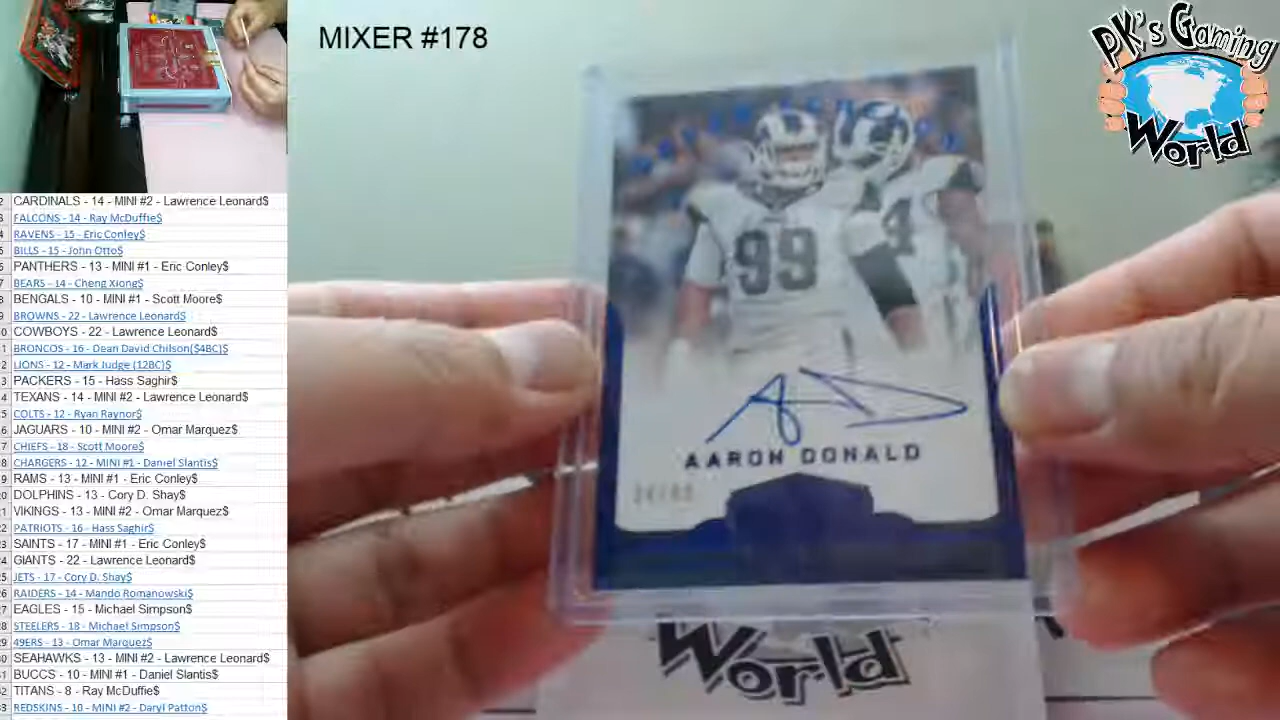 MIXER #178
PK's Gaming
World
CARDINALS - 14 - MINI #2 - Lawrence Leonard$
FALCONS - 14 - Ray McDuffie$
RAVENS - 15 - Eric Conley$
BILLS - 15 - John Otto$
PANTHERS - 13 - MINI #1 - Eric Conley$
BEARS - 14 - Cheng Xiong$
BENGALS - 10 - MINI #1 - Scott Moore$
BROWNS - 22 - Lawrence Leonard$
COWBOYS - 22 - Lawrence Leonard$
BRONCOS - 16 - Dean David Chilson($4BC)$
LIONS - 12 - Mark Judge (12BC)$
PACKERS - 15 - Hass Saghir$
TEXANS - 14 - MINI #2 - Lawrence Leonard$
COLTS - 12 - Ryan Raynor$
JAGUARS - 10 - MINI #2 - Omar Marquez$
CHIEFS - 18 - Scott Moore$
CHARGERS - 12 - MINI #1 - Daniel Slantis$
RAMS - 13 - MINI #1 - Eric Conley$
DOLPHINS - 13 - Cory D. Shay$
VIKINGS - 13 - MINI #2 - Omar Marquez$
PATRIOTS - 16 - Hass Saghir$
SAINTS - 17 - MINI #1 - Eric Conley$
GIANTS - 22 - Lawrence Leonard$
JETS - 17 - Cory D. Shay$
RAIDERS - 14 - Mando Romanowski$
EAGLES - 15 - Michael Simpson$
STEELERS - 18 - Michael Simpson$
49ERS - 13 - Omar Marquez$
SEAHAWKS - 13 - MINI #2 - Lawrence Leonard$
BUCCS - 10 - MINI #1 - Daniel Slantis$
TITANS - 8 - Ray McDuffie$
REDSKINS - 10 - MINI #2 - Daryl Patton$
99
4
AARON DONALD
World